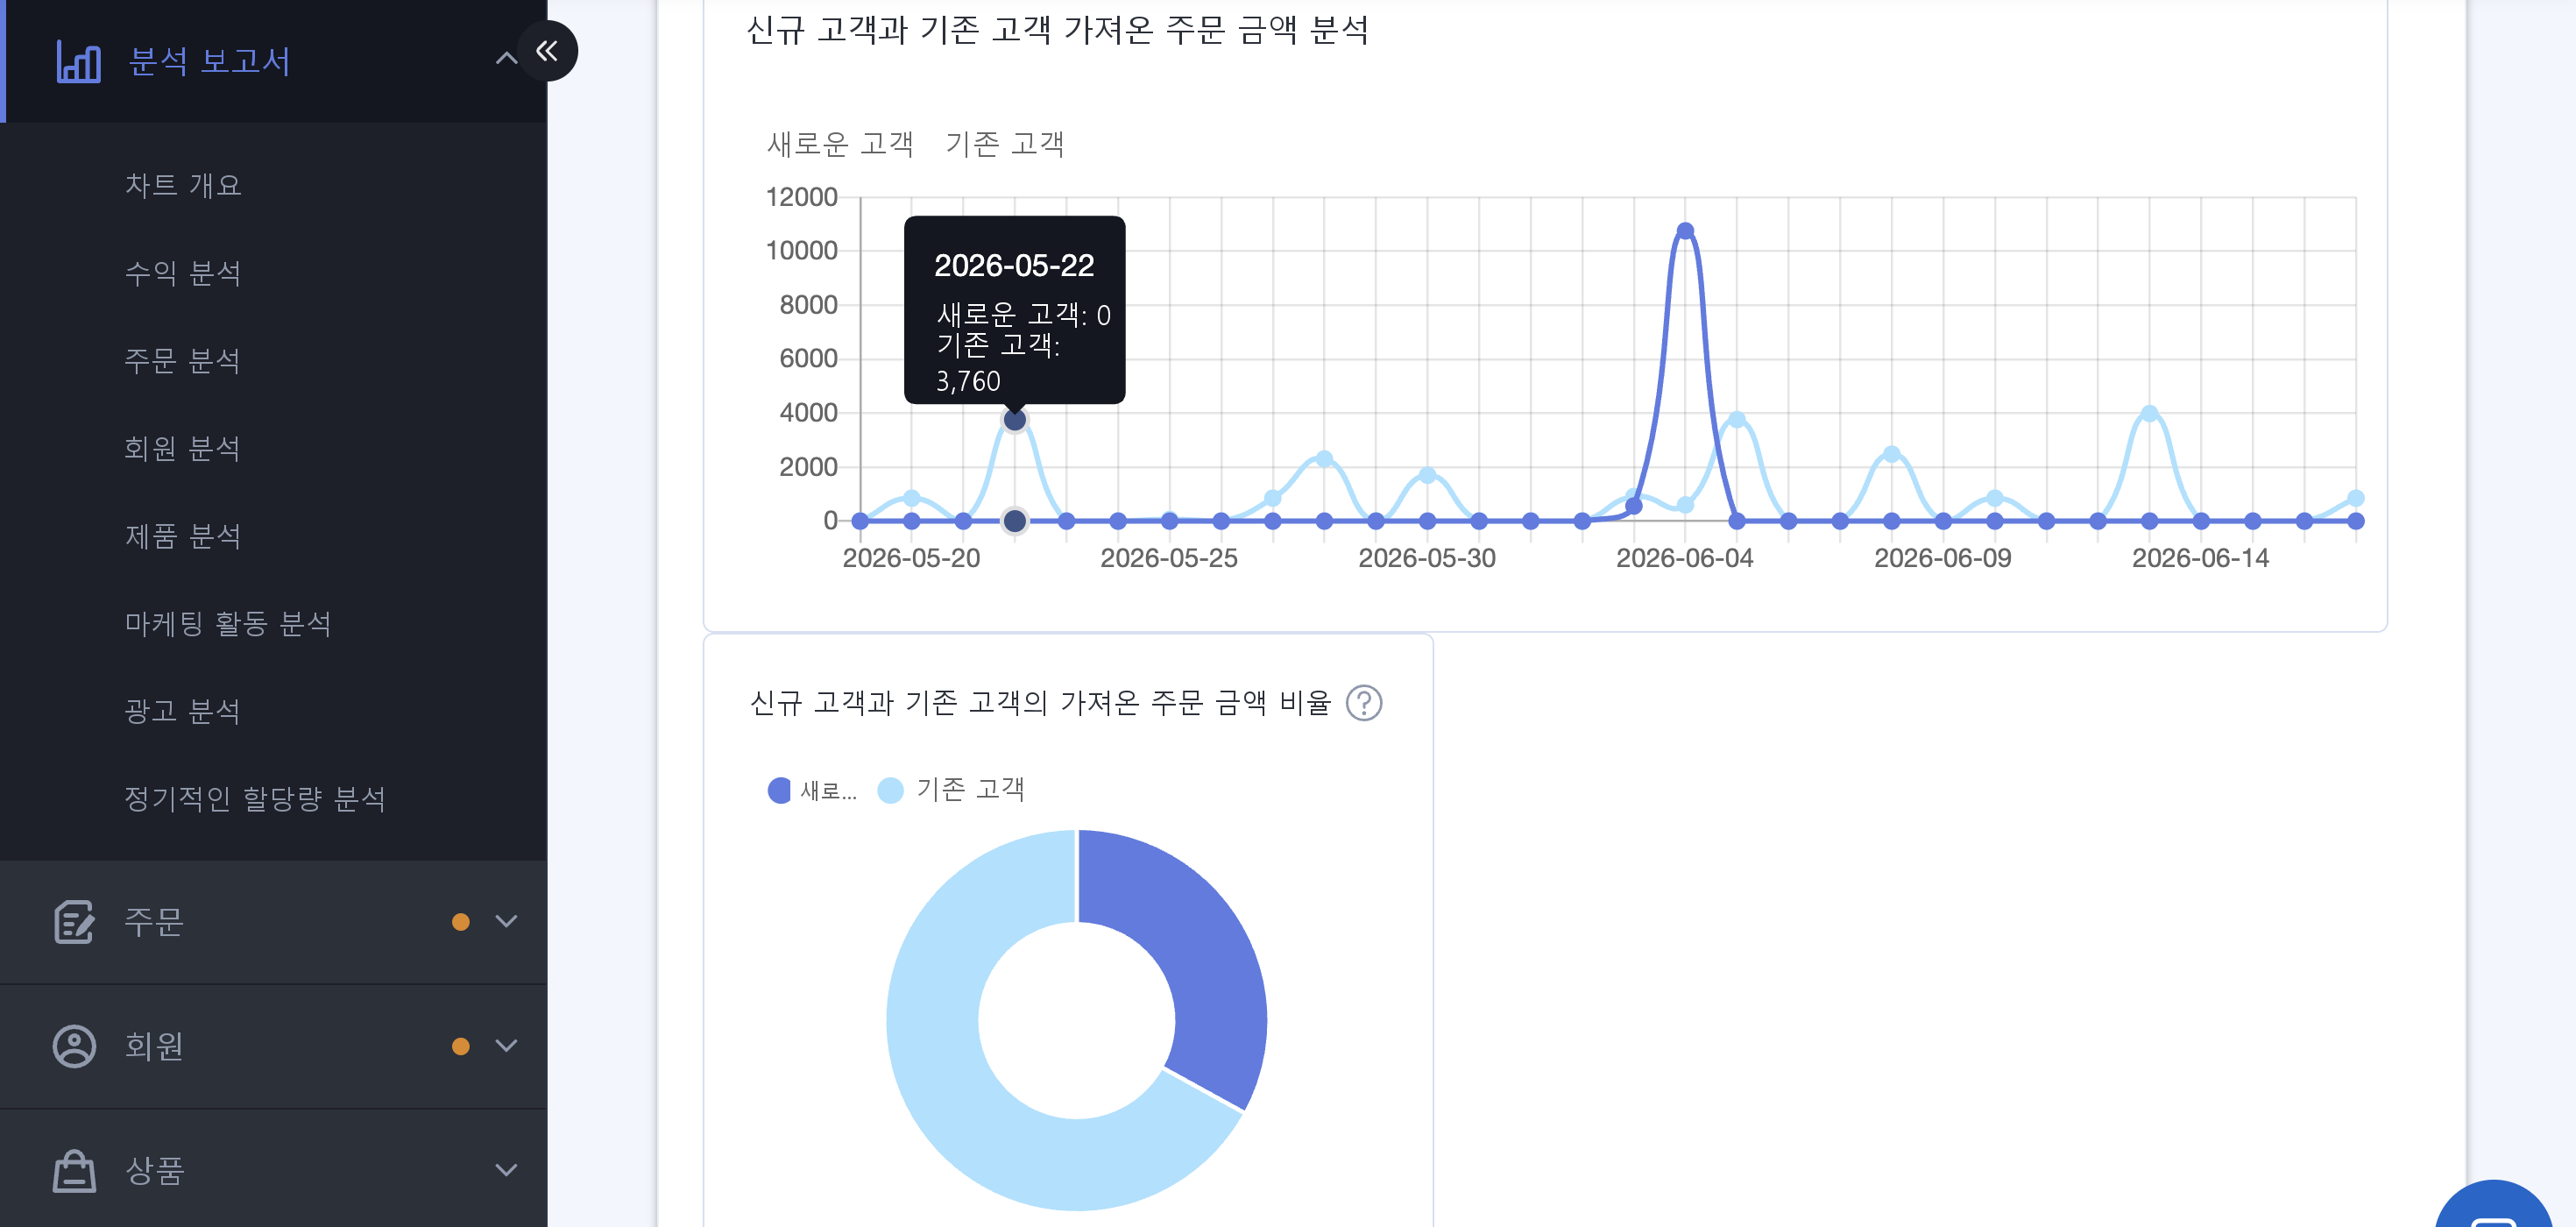 분석 보고서
차트 개요
수익 분석
주문 분석
회원 분석
제품 분석
마케팅 활동 분석
광고 분석
정기적인 할당량 분석
주문
회원
상품
신규 고객과 기존 고객 가져온 주문 금액 분석
새로운 고객 기존 고객
12000
10000
8000
6000
4000
2000
0
2026-05-22
새로운 고객: 0
기존 고객:
3,760
2026-05-20 2026-05-25 2026-05-30 2026-06-04 2026-06-09 2026-06-14
신규 고객과 기존 고객의 가져온 주문 금액 비율 ?
새로... 기존 고객